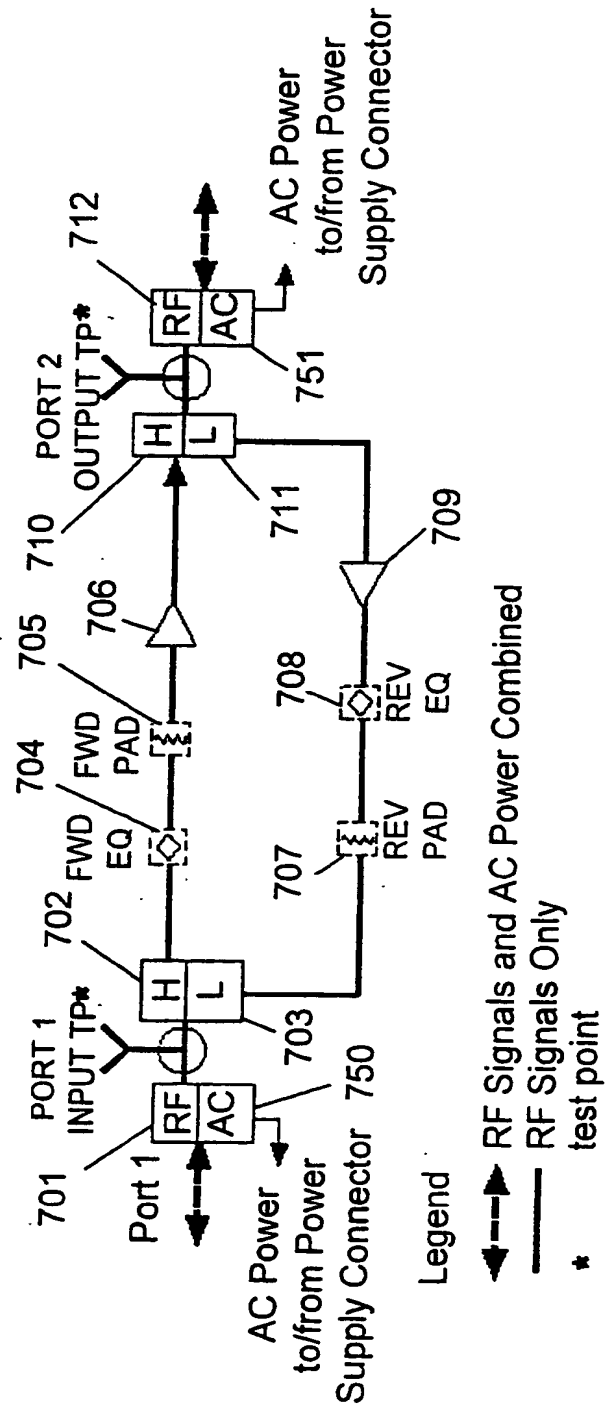 701
Port 1
RF
AC
750
AC Power
to/from Power
Supply Connector
PORT 1
INPUT TP*
702
H
L
703
704
FWD
EQ
705
FWD
PAD
706
707
REV
PAD
708
REV
EQ
709
710
H
L
711
PORT 2
OUTPUT TP*
712
RF
AC
751
AC Power
to/from Power
Supply Connector
Legend
RF Signals and AC Power Combined
RF Signals Only
* test point